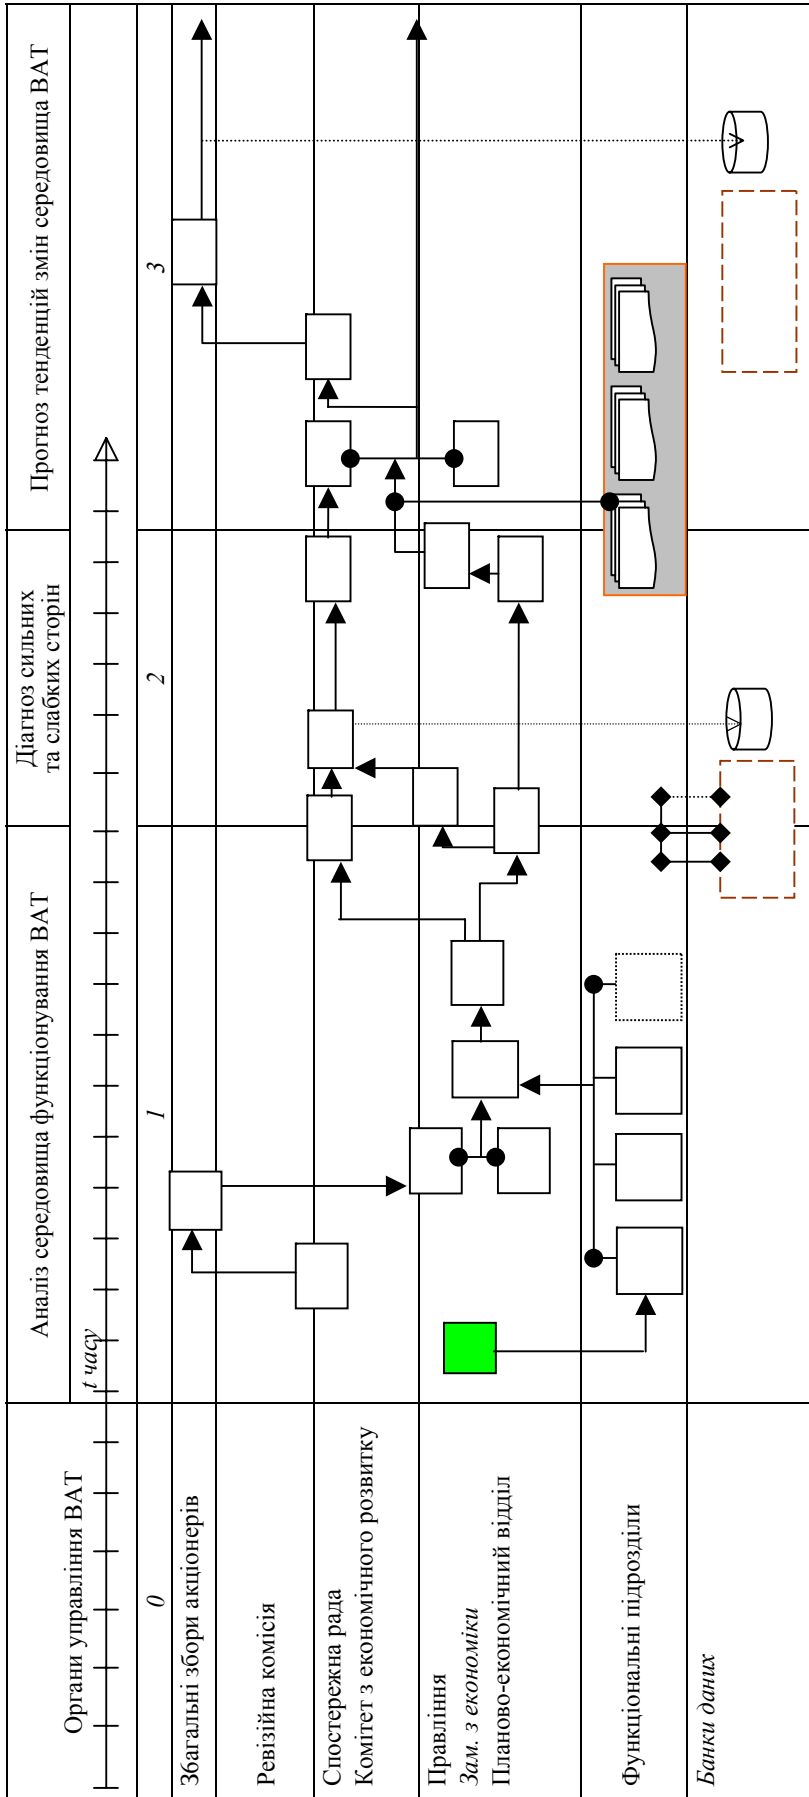 Органи управління ВАТ
Аналіз середовища функціонування ВАТ
Діагноз сильних
та слабких сторін
Прогноз тенденцій змін середовища ВАТ
t часу
0
1
2
3
Збагальні збори акціонерів
Ревізійна комісія
Спостережна рада
Комітет з економічного розвитку
Правління
Зам. з економіки
Планово-економічний відділ
Функціональні підрозділи
Банки даних